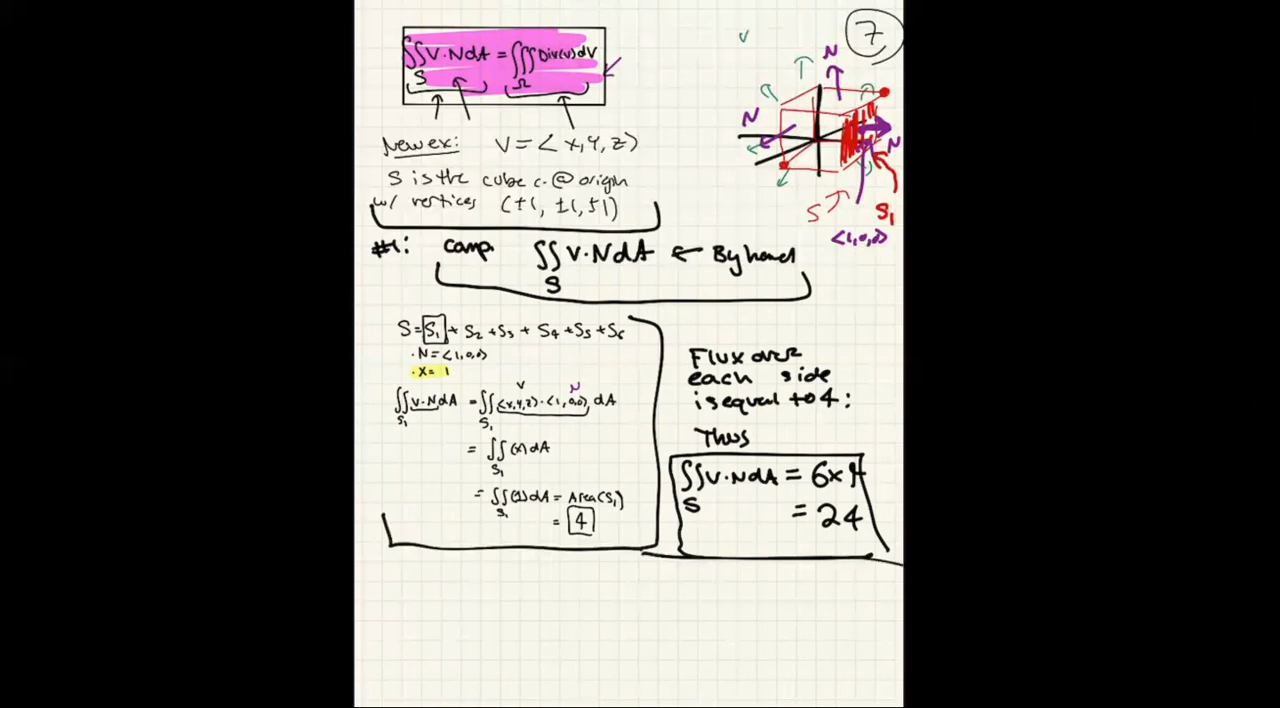 7
∬V·NdA = ∭Div(V)dV
S Ω
New ex: V = <x,y,z>
S is the cube c. @ origin
w/ vertices (±1, ±1, ±1)
V
N
N
N
S
S₁
<1,0,0>
#1: Comp. ∬V·NdA ← By hand
S
S = S₁ + S₂ + S₃ + S₄ + S₅ + S₆
· N = <1,0,0>
· X = 1
V N
∬V·NdA = ∬<x,y,z>·<1,0,0> dA
S₁ S₁
= ∬(x)dA
S₁
= ∬(1)dA = Area(S₁)
S₁
= 4
Flux over
each side
is equal to 4:
Thus
∬V·NdA = 6x4
S
= 24